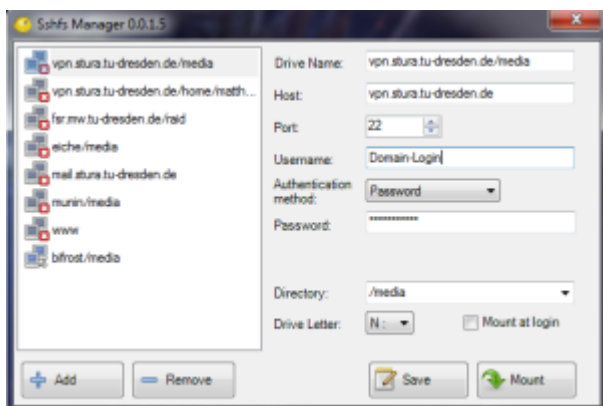 Sshfs Manager 0.0.1.5
vpn.stura.tu-dresden.de/media
vpn.stura.tu-dresden.de/home/matth...
fsr.mw.tu-dresden.de/raid
eiche/media
mail.stura.tu-dresden.de
munin/media
www
bifrost/media
Drive Name: vpn.stura.tu-dresden.de/media
Host: vpn.stura.tu-dresden.de
Port: 22
Username: Domain-Login
Authentication
method: Password
Password: ***********
Directory: /media
Drive Letter: N: Mount at login
Add Remove Save Mount